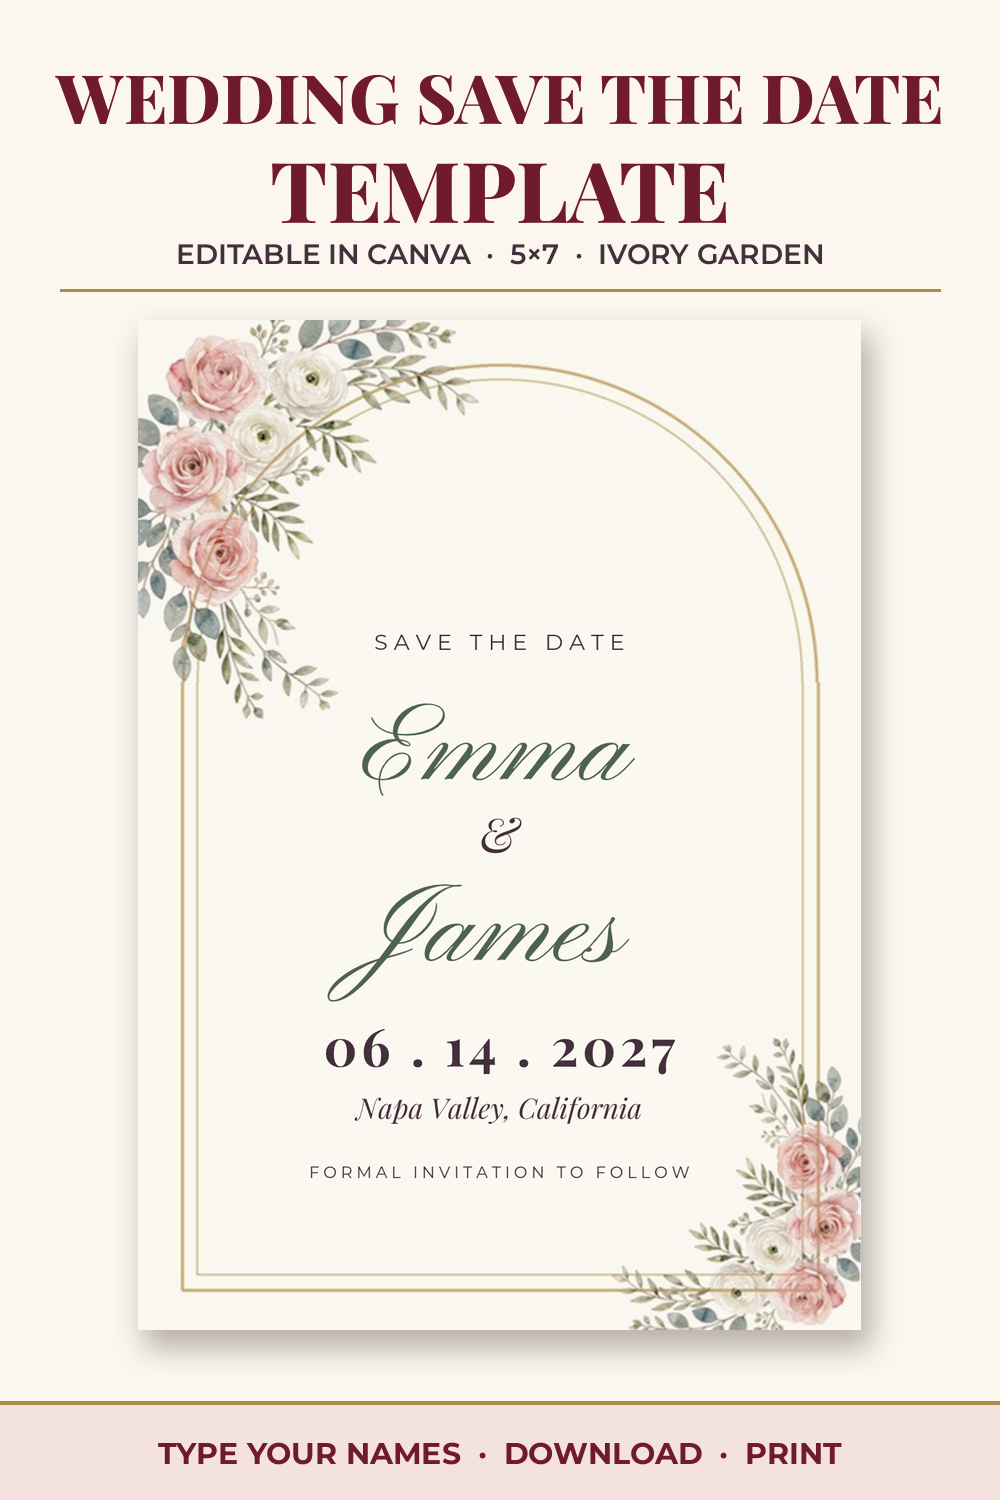 WEDDING SAVE THE DATE
TEMPLATE
EDITABLE IN CANVA · 5×7 · IVORY GARDEN
SAVE THE DATE
Emma
&
James
06 . 14 . 2027
Napa Valley, California
FORMAL INVITATION TO FOLLOW
TYPE YOUR NAMES · DOWNLOAD · PRINT